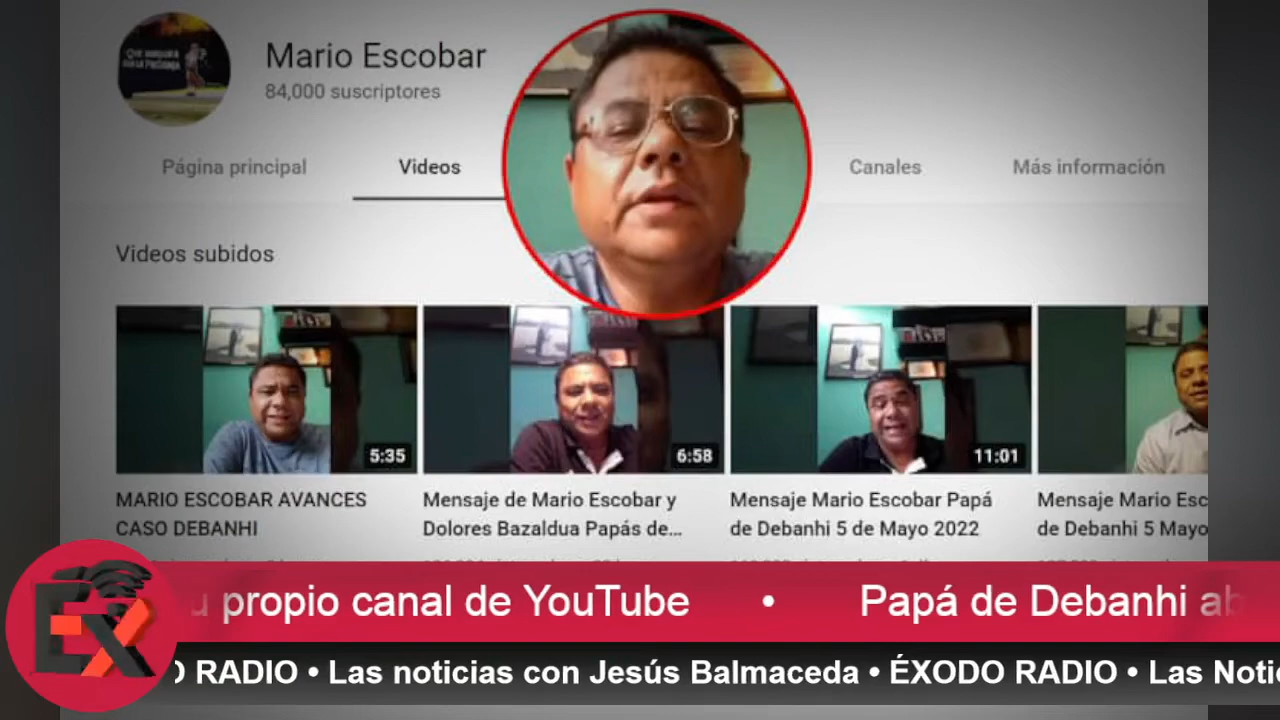 Mario Escobar
84,000 suscriptores
Página principal
Videos
Canales
Más información
Videos subidos
5:35
6:58
11:01
MARIO ESCOBAR AVANCES
CASO DEBANHI
Mensaje de Mario Escobar y
Dolores Bazaldua Papás de...
Mensaje Mario Escobar Papá
de Debanhi 5 de Mayo 2022
Mensaje Mario Esc
de Debanhi 5 Mayo
EX
propio canal de YouTube • Papá de Debanhi
RADIO • Las noticias con Jesús Balmaceda • ÉXODO RADIO • Las Notic